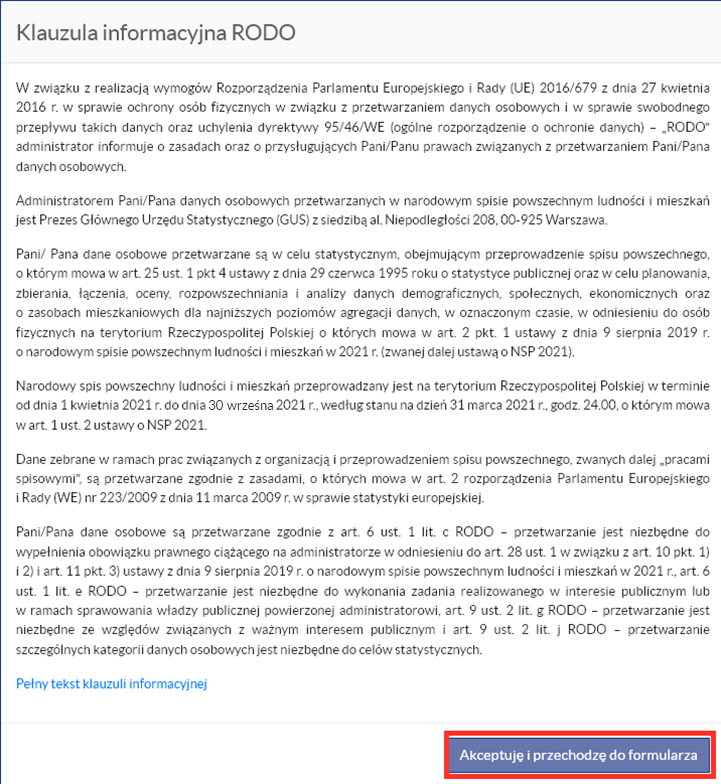 Klauzula informacyjna RODO
W związku z realizacją wymogów Rozporządzenia Parlamentu Europejskiego i Rady (UE) 2016/679 z dnia 27 kwietnia
2016 r. w sprawie ochrony osób fizycznych w związku z przetwarzaniem danych osobowych i w sprawie swobodnego
przepływu takich danych oraz uchylenia dyrektywy 95/46/WE (ogólne rozporządzenie o ochronie danych) – „RODO”
administrator informuje o zasadach oraz o przysługujących Pani/Panu prawach związanych z przetwarzaniem Pani/Pana
danych osobowych.
Administratorem Pani/Pana danych osobowych przetwarzanych w narodowym spisie powszechnym ludności i mieszkań
jest Prezes Głównego Urzędu Statystycznego (GUS) z siedzibą al. Niepodległości 208, 00-925 Warszawa.
Pani/ Pana dane osobowe przetwarzane są w celu statystycznym, obejmującym przeprowadzenie spisu powszechnego,
o którym mowa w art. 25 ust. 1 pkt 4 ustawy z dnia 29 czerwca 1995 roku o statystyce publicznej oraz w celu planowania,
zbierania, łączenia, oceny, rozpowszechniania i analizy danych demograficznych, społecznych, ekonomicznych oraz
o zasobach mieszkaniowych dla najniższych poziomów agregacji danych, w oznaczonym czasie, w odniesieniu do osób
fizycznych na terytorium Rzeczypospolitej Polskiej o których mowa w art. 2 pkt. 1 ustawy z dnia 9 sierpnia 2019 r.
o narodowym spisie powszechnym ludności i mieszkań w 2021 r. (zwanej dalej ustawą o NSP 2021).
Narodowy spis powszechny ludności i mieszkań przeprowadzany jest na terytorium Rzeczypospolitej Polskiej w terminie
od dnia 1 kwietnia 2021 r. do dnia 30 wreśna 2021 r., według stanu na dzień 31 marca 2021 r., godz. 24.00, o którym mowa
w art. 1 ust. 2 ustawy o NSP 2021.
Dane zebrane w ramach prac związanych z organizacją i przeprowadzeniem spisu powszechnego, zwanych dalej „pracami
spisowymi”, są przetwarzane zgodnie z zasadami, o których mowa w art. 2 rozporządzenia Parlamentu Europejskiego
i Rady (WE) nr 223/2009 z dnia 11 marca 2009 r. w sprawie statystyki europejskiej.
Pani/Pana dane osobowe są przetwarzane zgodnie z art. 6 ust. 1 lit. c RODO – przetwarzanie jest niezbędne do
wypełnienia obowiązku prawnego ciążącego na administratorze w odniesieniu do art. 28 ust. 1 w związku z art. 10 pkt. 1)
i 2) i art. 11 pkt. 3) ustawy z dnia 9 sierpnia 2019 r. o narodowym spisie powszechnym ludności i mieszkań w 2021 r., art. 6
ust. 1 lit. e RODO – przetwarzanie jest niezbędne do wykonania zadania realizowanego w interesie publicznym lub
w ramach sprawowania władzy publicznej powierzonej administratorowi, art. 9 ust. 2 lit. g RODO – przetwarzanie jest
niezbędne ze względów związanych z ważnym interesem publicznym i art. 9 ust. 2 lit. j RODO – przetwarzanie
szczególnych kategorii danych osobowych jest niezbędne do celów statystycznych.
Pełny tekst klauzuli informacyjnej
Akceptuję i przechodzę do formularza